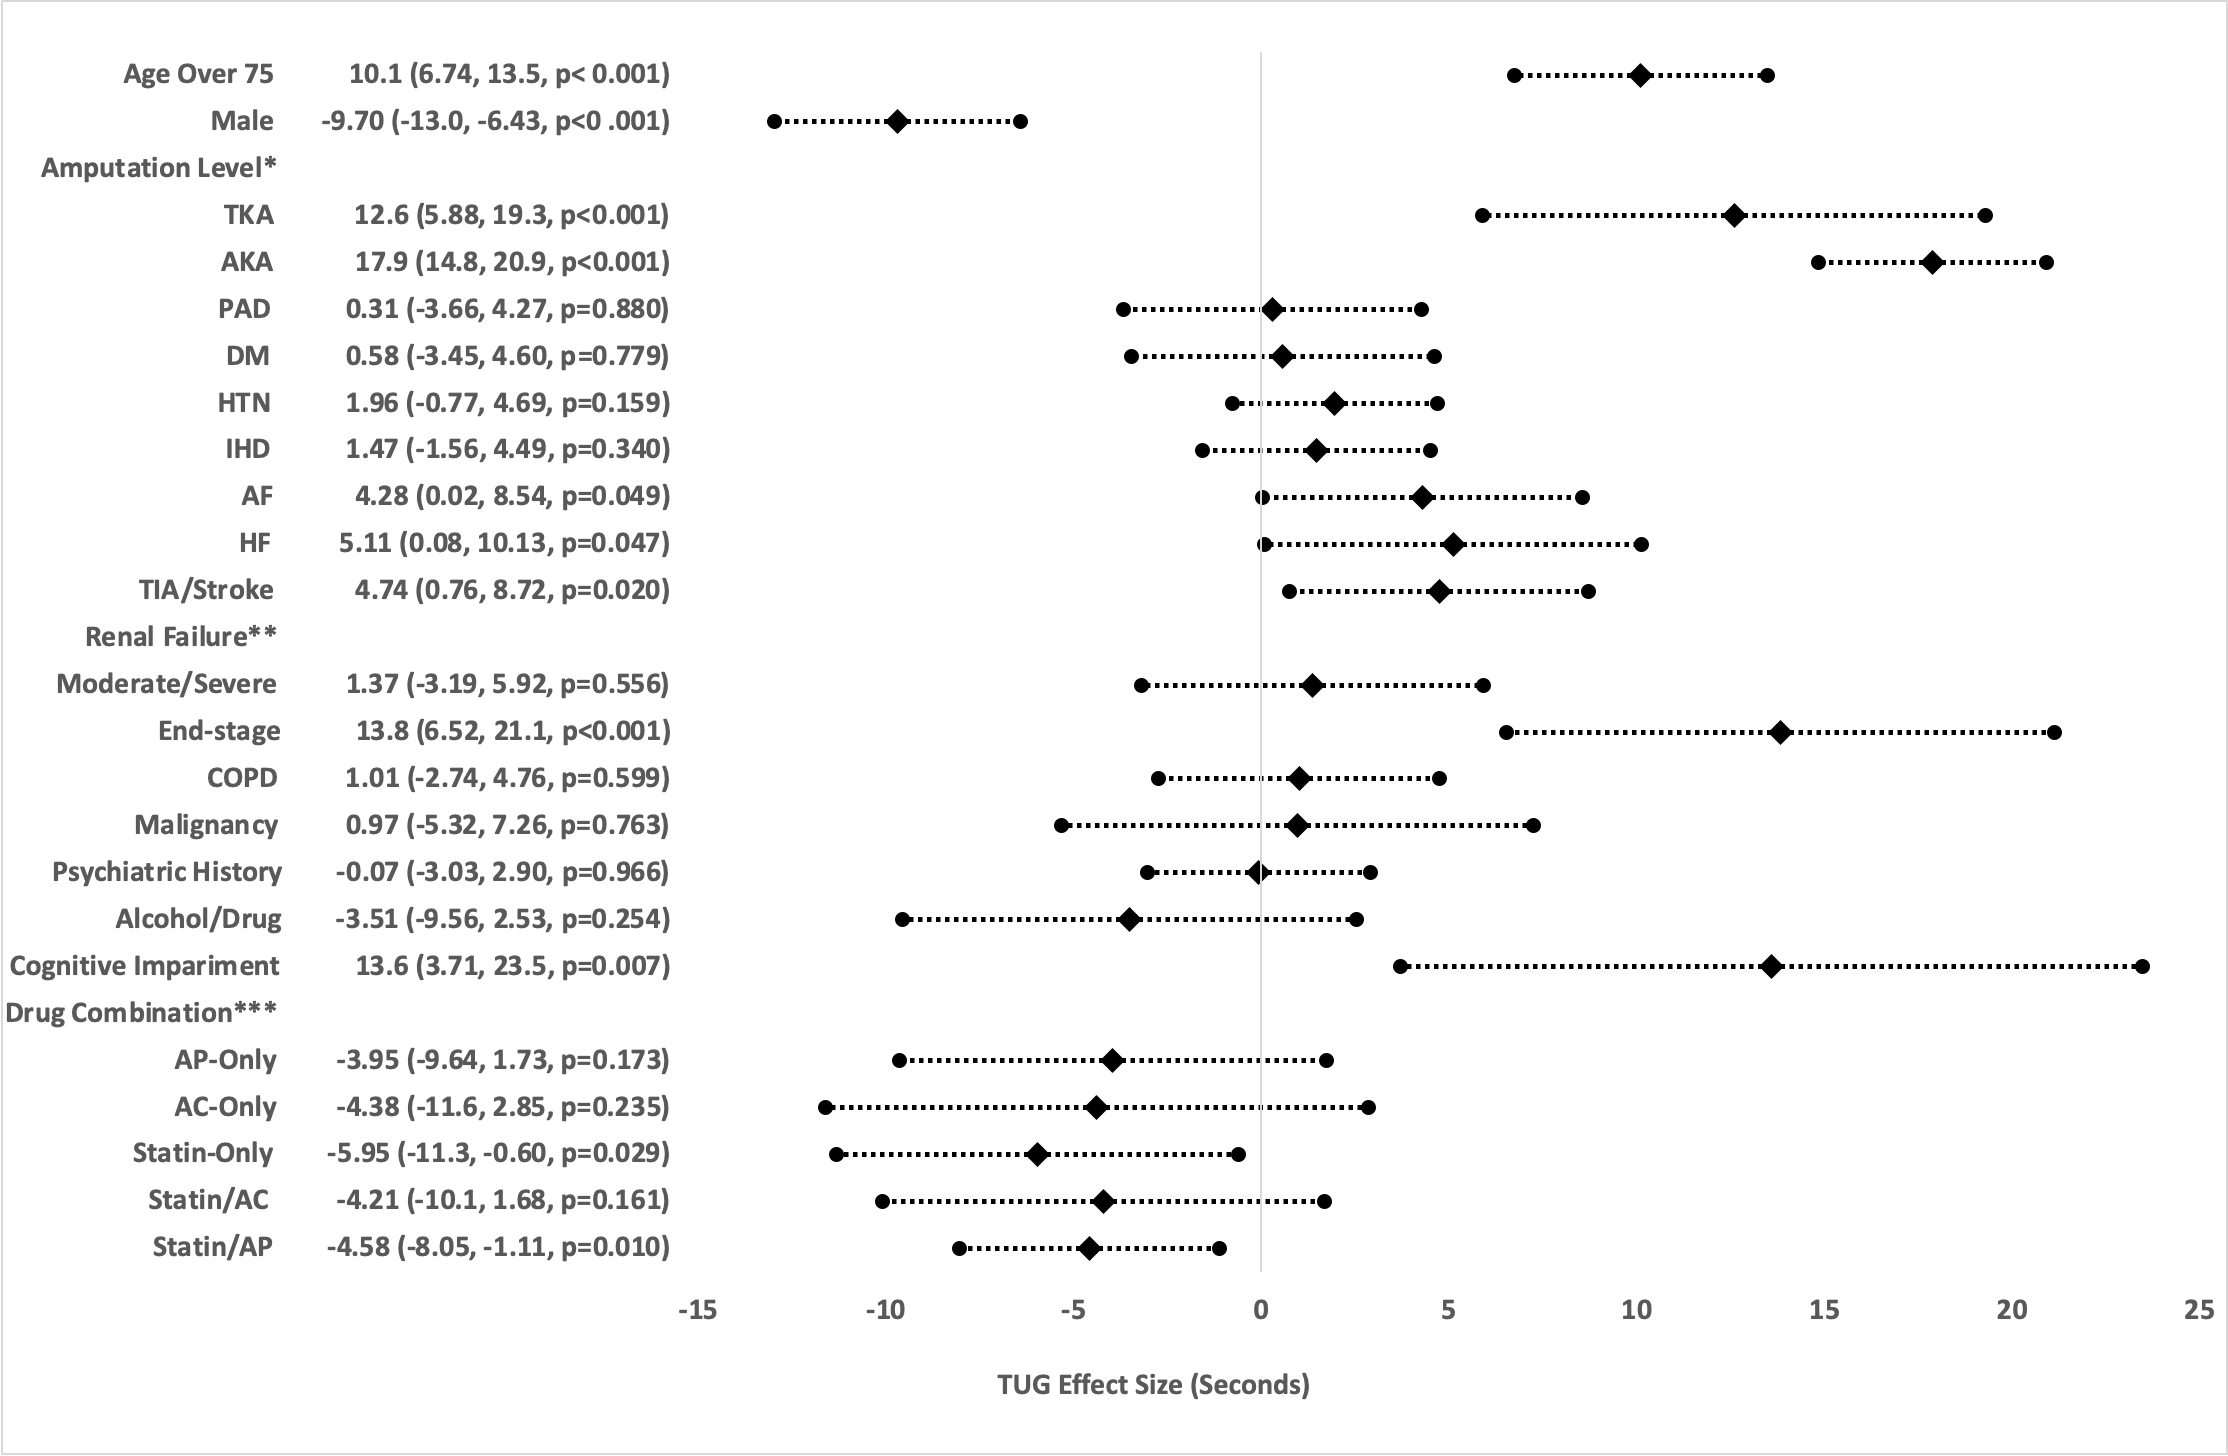 Age Over 75 10.1 (6.74, 13.5, p< 0.001)
Male -9.70 (-13.0, -6.43, p<0 .001)
Amputation Level*
TKA 12.6 (5.88, 19.3, p<0.001)
AKA 17.9 (14.8, 20.9, p<0.001)
PAD 0.31 (-3.66, 4.27, p=0.880)
DM 0.58 (-3.45, 4.60, p=0.779)
HTN 1.96 (-0.77, 4.69, p=0.159)
IHD 1.47 (-1.56, 4.49, p=0.340)
AF 4.28 (0.02, 8.54, p=0.049)
HF 5.11 (0.08, 10.13, p=0.047)
TIA/Stroke 4.74 (0.76, 8.72, p=0.020)
Renal Failure**
Moderate/Severe 1.37 (-3.19, 5.92, p=0.556)
End-stage 13.8 (6.52, 21.1, p<0.001)
COPD 1.01 (-2.74, 4.76, p=0.599)
Malignancy 0.97 (-5.32, 7.26, p=0.763)
Psychiatric History -0.07 (-3.03, 2.90, p=0.966)
Alcohol/Drug -3.51 (-9.56, 2.53, p=0.254)
Cognitive Impariment 13.6 (3.71, 23.5, p=0.007)
Drug Combination***
AP-Only -3.95 (-9.64, 1.73, p=0.173)
AC-Only -4.38 (-11.6, 2.85, p=0.235)
Statin-Only -5.95 (-11.3, -0.60, p=0.029)
Statin/AC -4.21 (-10.1, 1.68, p=0.161)
Statin/AP -4.58 (-8.05, -1.11, p=0.010)
-15 -10 -5 0 5 10 15 20 25
TUG Effect Size (Seconds)